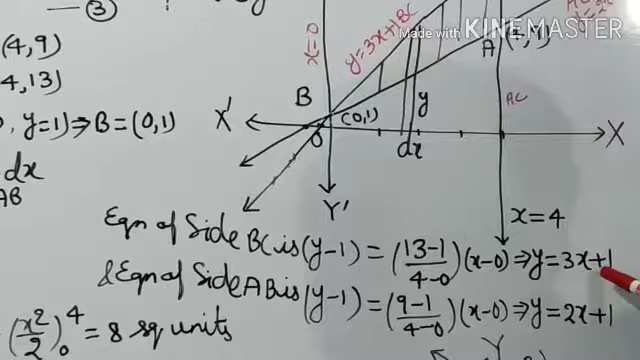 ③
(4,9)
x=0
y=3x+1 BC
Made with KINEMASTER
4,13)
A
, y=1)⇒B=(0,1)
B
(0,1)
y
AC
X'
O
dx
X
dx
AB
Y'
x=4
Eqn of Side BC is (y-1) = (13-1/4-0)(x-0)⇒y=3x+1
& Eqn of Side AB is (y-1) = (9-1/4-0)(x-0)⇒y=2x+1
(x²/2)₀⁴ = 8 sq units
Y